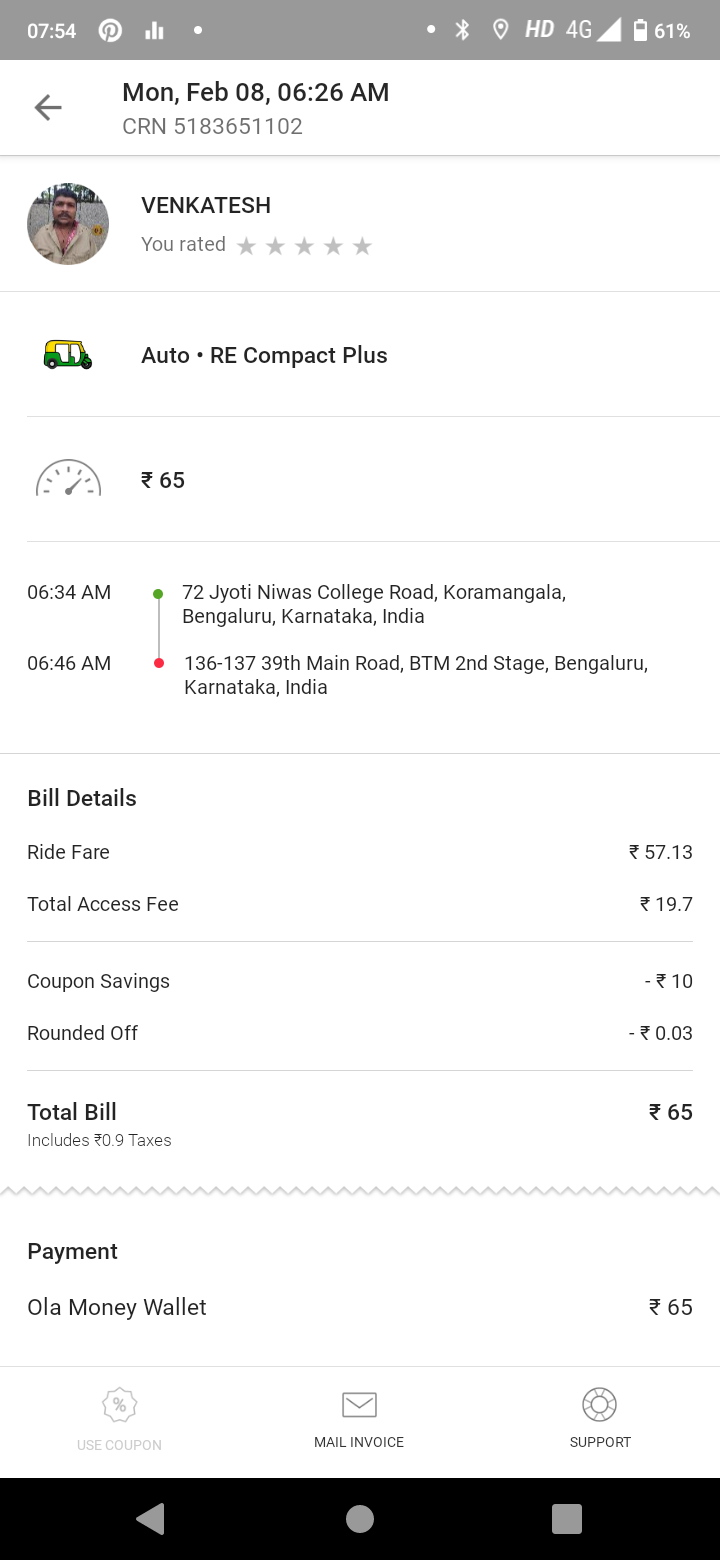 07:54
HD 4G 61%
Mon, Feb 08, 06:26 AM
CRN 5183651102
VENKATESH
You rated
Auto • RE Compact Plus
₹ 65
06:34 AM 72 Jyoti Niwas College Road, Koramangala,
Bengaluru, Karnataka, India
06:46 AM 136-137 39th Main Road, BTM 2nd Stage, Bengaluru,
Karnataka, India
Bill Details
Ride Fare ₹ 57.13
Total Access Fee ₹ 19.7
Coupon Savings - ₹ 10
Rounded Off - ₹ 0.03
Total Bill ₹ 65
Includes ₹0.9 Taxes
Payment
Ola Money Wallet ₹ 65
USE COUPON MAIL INVOICE SUPPORT